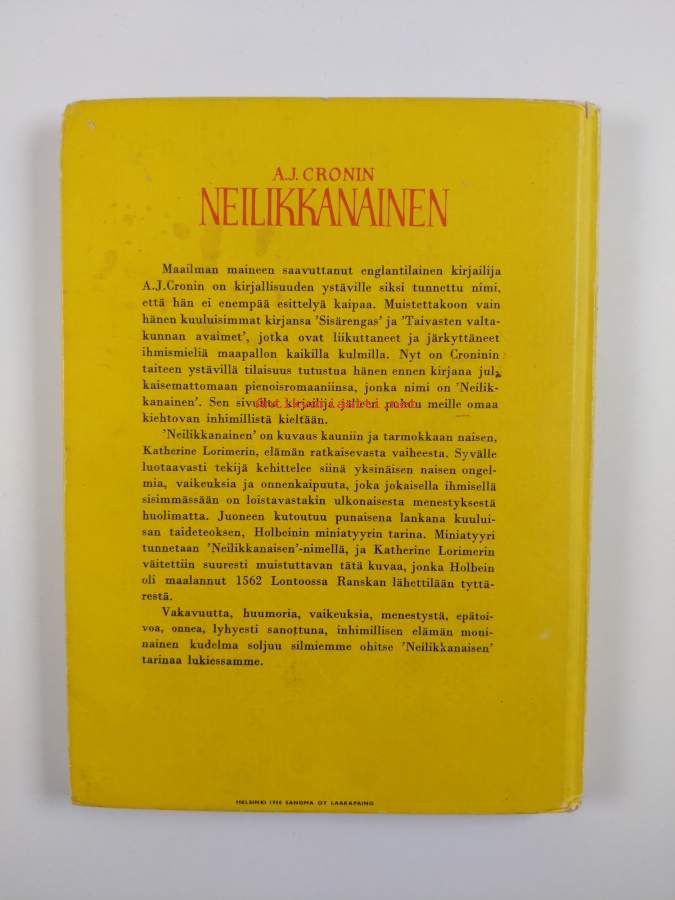 A.J. CRONIN
NEILIKKANAINEN
Maailman maineen saavuttanut englantilainen kirjailija
A.J.Cronin on kirjallisuuden ystäville siksi tunnettu nimi,
että hän ei enempää esittelyä kaipaa. Muistettakoon vain
hänen kuuluisimmat kirjansa 'Sisärengas' ja 'Taivasten valta-
kunnan avaimet', jotka ovat liikuttaneet ja järkyttäneet
ihmismieliä maapallon kaikilla kulmilla. Nyt on Croninin
taiteen ystävillä tilaisuus tutustua hänen ennen kirjana jul-
kaisemattomaan pienoisromaaniinsa, jonka nimi on 'Neilik-
kanainen'. Sen sivuilta kirjailija jälleen puhuu meille omaa
Antikvariaatti.net
kiehtovan inhimillistä kieltään.
'Neilikkanainen' on kuvaus kauniin ja tarmokkaan naisen,
Katherine Lorimerin, elämän ratkaisevasta vaiheesta. Syvälle
luotaavasti tekijä kehittelee siinä yksinäisen naisen ongel-
mia, vaikeuksia ja onnenkaipuuta, joka jokaisella ihmisellä
sisimmässään on loistavastakin ulkonaisesta menestyksestä
huolimatta. Juoneen kutoutuu punaisena lankana kuului-
san taideteoksen, Holbeinin miniatyyrin tarina. Miniatyyri
tunnetaan 'Neilikkanaisen'-nimellä, ja Katherine Lorimerin
väitettiin suuresti muistuttavan tätä kuvaa, jonka Holbein
oli maalannut 1562 Lontoossa Ranskan lähettilään tyttä-
restä.
Vakavuutta, huumoria, vaikeuksia, menestystä, epätoi-
voa, onnea, lyhyesti sanottuna, inhimillisen elämän moni-
nainen kudelma soljuu silmiemme ohitse 'Neilikkanaisen'
tarinaa lukiessamme.
HELSINKI 1950 SANOMA OY LAAKAPAINO